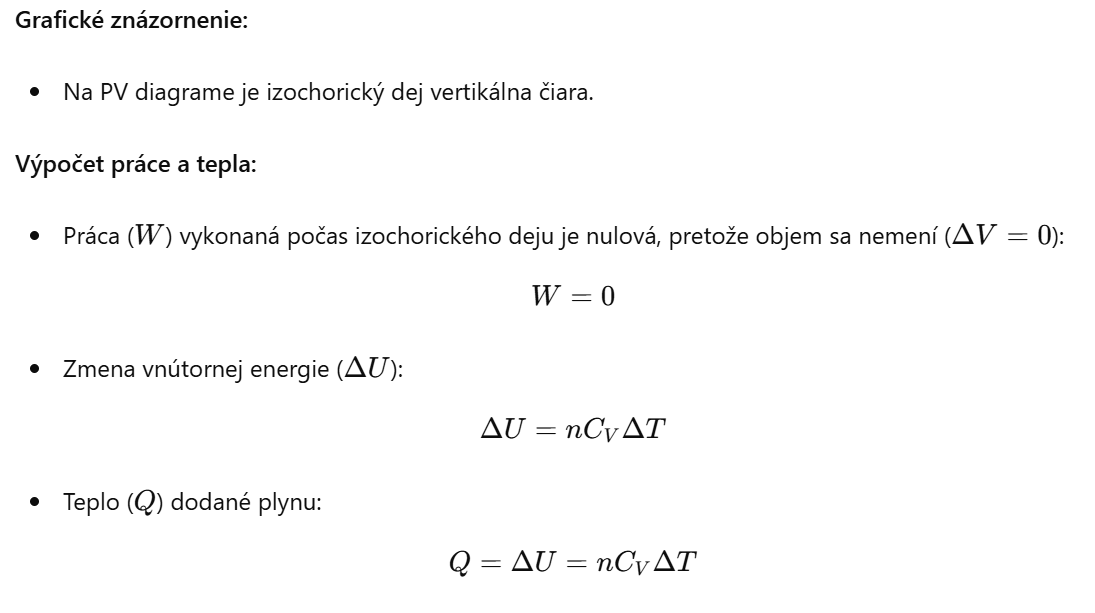 Grafické znázornenie:
• Na PV diagrame je izochorický dej vertikálna čiara.
Výpočet práce a tepla:
• Práca (W) vykonaná počas izochorického deju je nulová, pretože objem sa nemení (ΔV = 0):
W = 0
• Zmena vnútornej energie (ΔU):
ΔU = nC_VΔT
• Teplo (Q) dodané plynu:
Q = ΔU = nC_VΔT